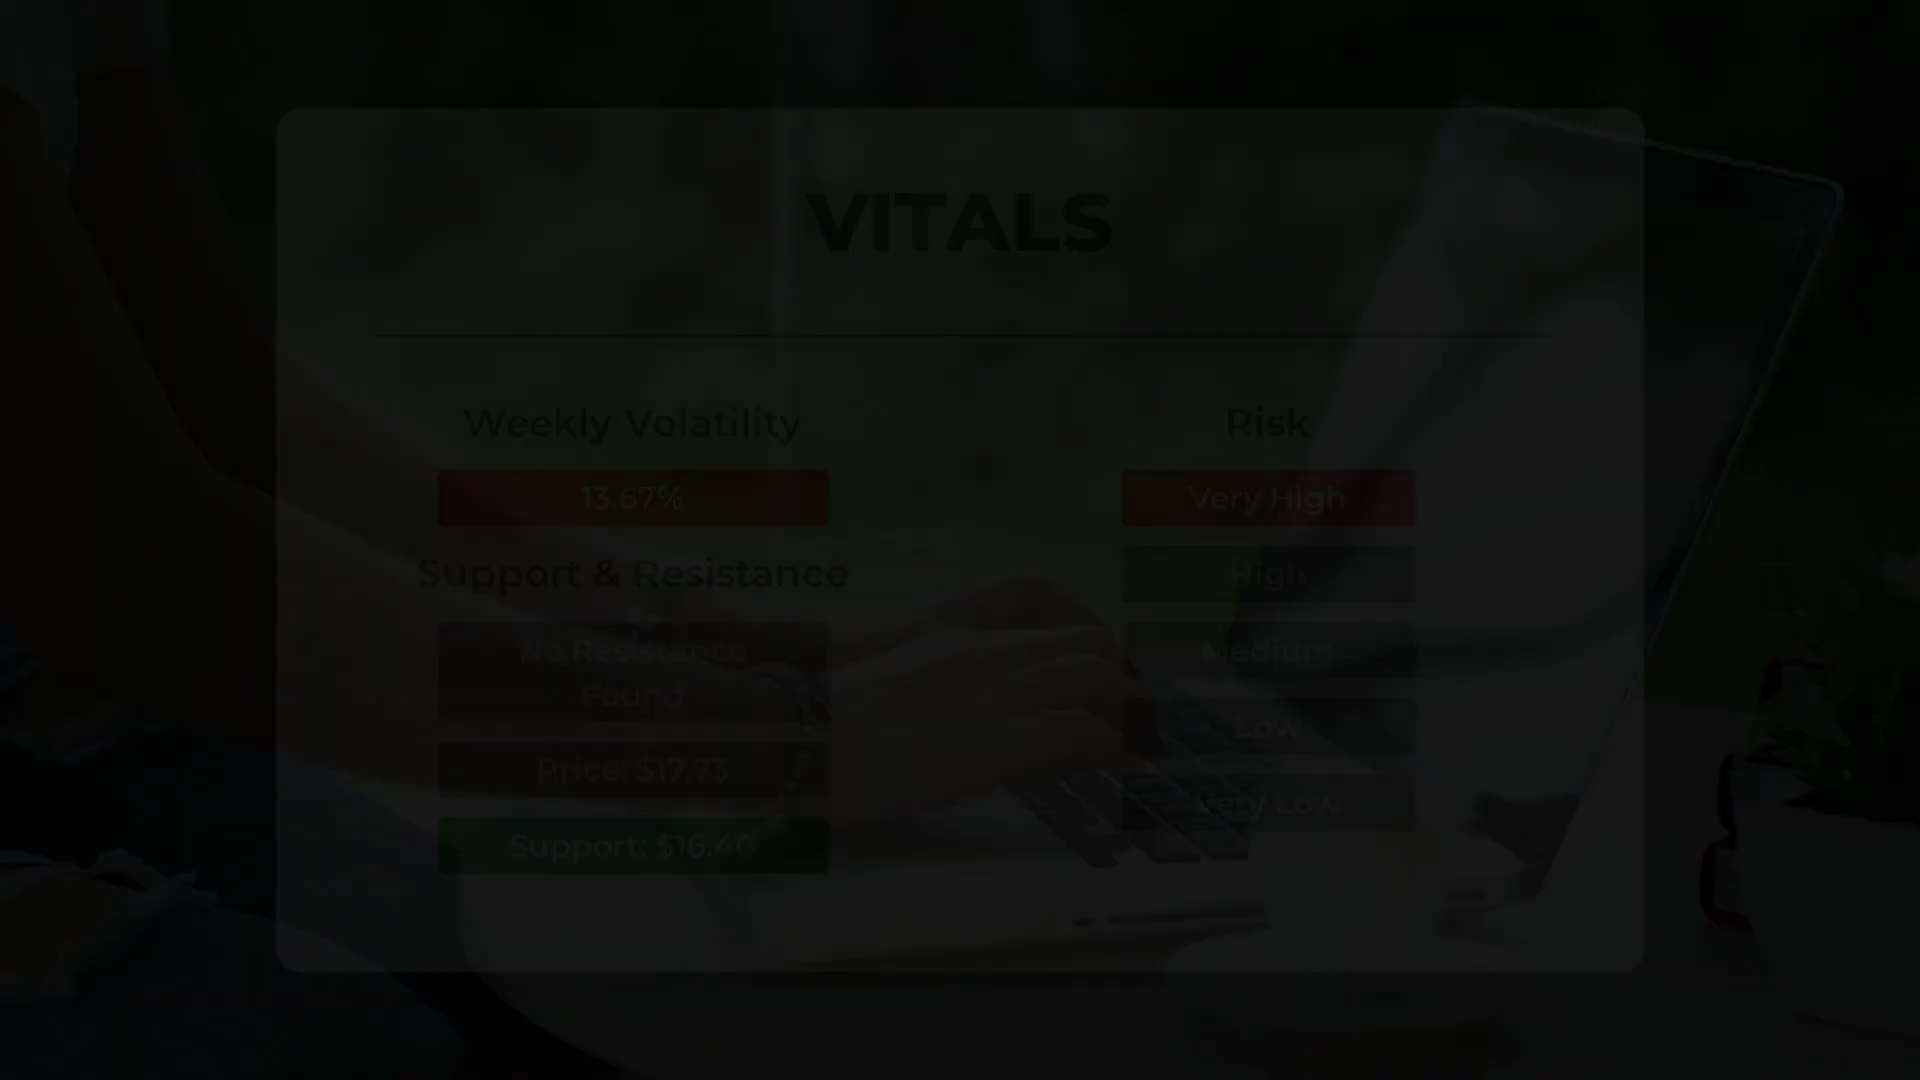 VITALS
Weekly Volatility
13.67%
Support & Resistance
No Resistance
Found
Price: $17.73
Support: $16.40
Risk
Very High
High
Medium
Low
Very Low